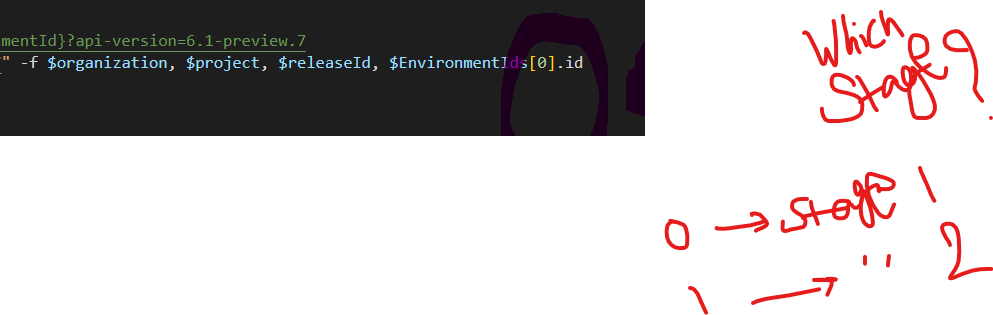 mentId}?api-version=6.1-preview.7
" -f $organization, $project, $releaseId, $EnvironmentIds[0].id
Which
Stage?
0 → Stage 1
1 → " 2